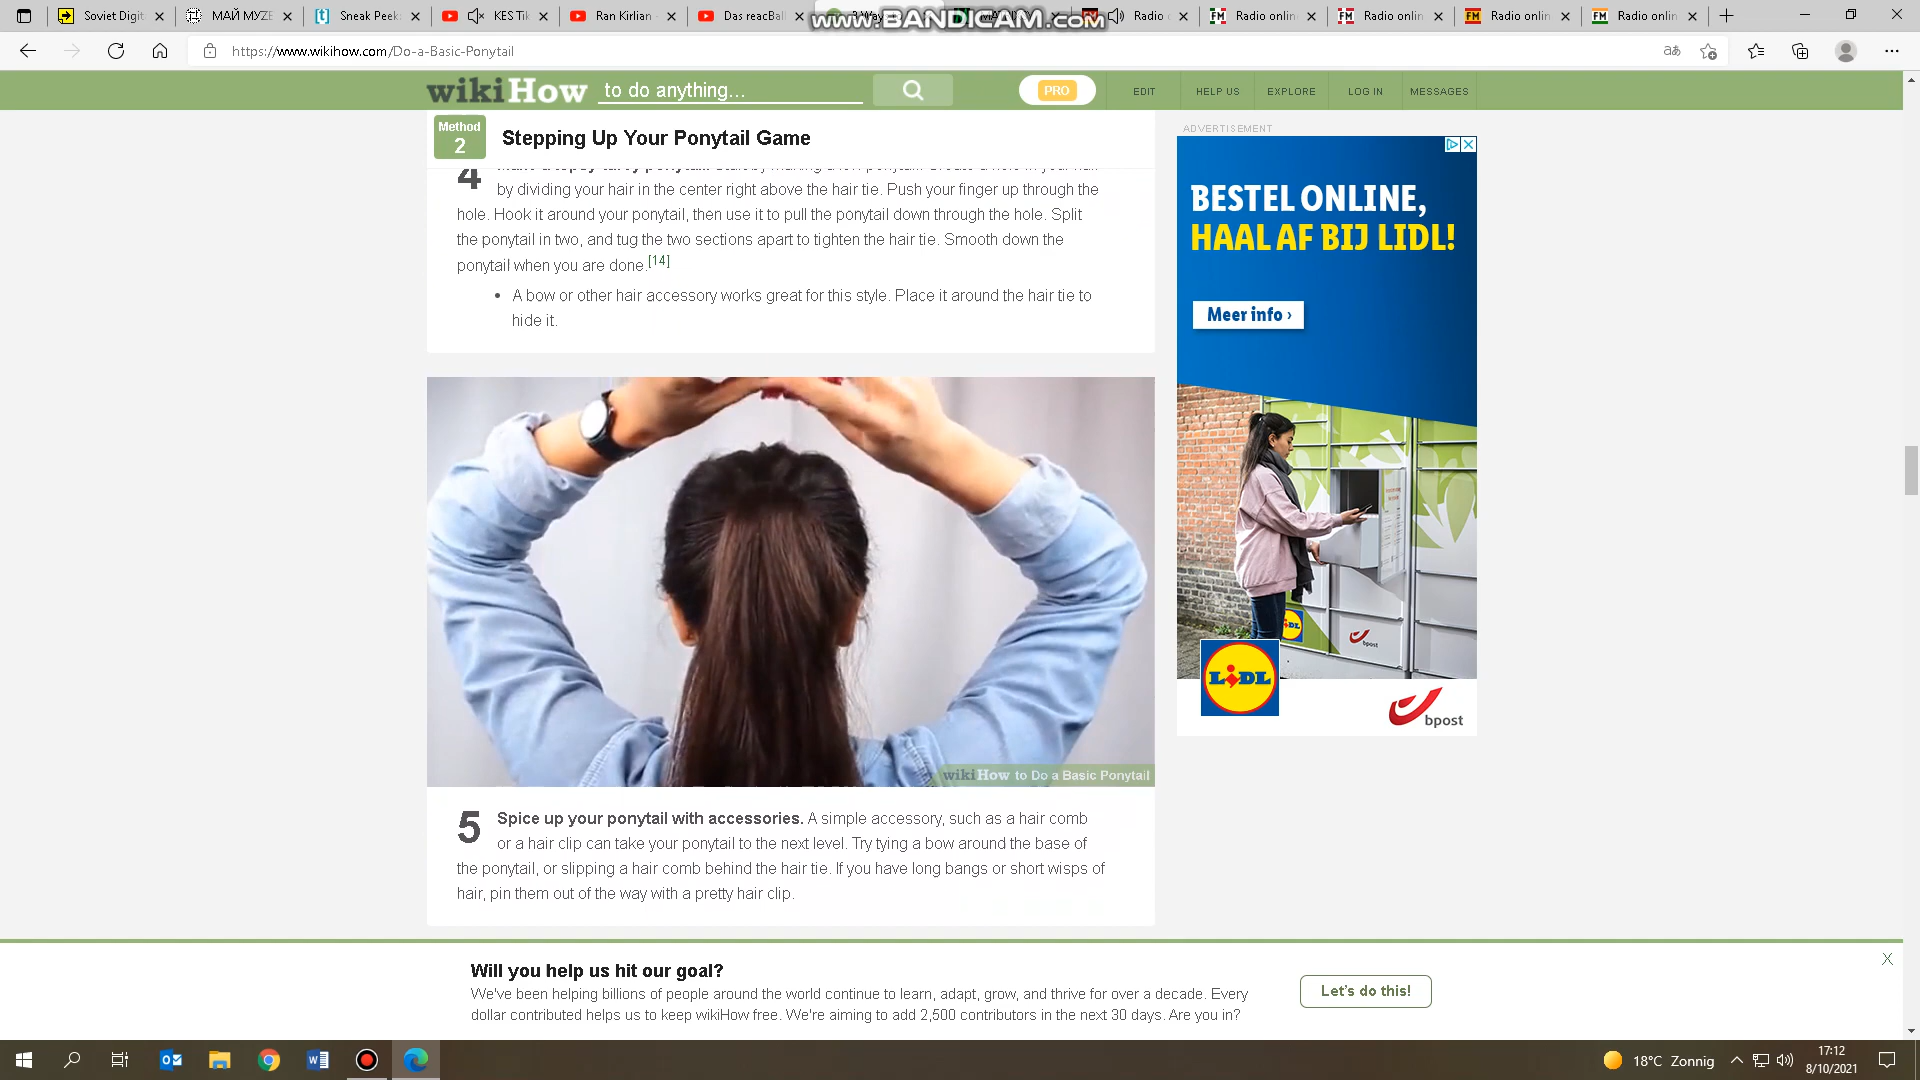 Soviet Digit
МАЙ MYZE
Sneak Peek:
KES Tik
Ran Kirlian -
Das reacBall
Radio o
Radio onlin
Radio onlin
Radio onlin
Radio onlin
www.BANDICAM.com
https://www.wikihow.com/Do-a-Basic-Ponytail
wikiHow to do anything...
PRO
EDIT
HELP US
EXPLORE
LOG IN
MESSAGES
Method
2
Stepping Up Your Ponytail Game
4
by dividing your hair in the center right above the hair tie. Push your finger up through the
hole. Hook it around your ponytail, then use it to pull the ponytail down through the hole. Split
the ponytail in two, and tug the two sections apart to tighten the hair tie. Smooth down the
ponytail when you are done.[14]
• A bow or other hair accessory works great for this style. Place it around the hair tie to
hide it.
wikiHow to Do a Basic Ponytail
5 Spice up your ponytail with accessories. A simple accessory, such as a hair comb
or a hair clip can take your ponytail to the next level. Try tying a bow around the base of
the ponytail, or slipping a hair comb behind the hair tie. If you have long bangs or short wisps of
hair, pin them out of the way with a pretty hair clip.
ADVERTISEMENT
BESTEL ONLINE,
HAAL AF BIJ LIDL!
Meer info ›
LIDL
bpost
LIDL
bpost
Will you help us hit our goal?
We've been helping billions of people around the world continue to learn, adapt, grow, and thrive for over a decade. Every
dollar contributed helps us to keep wikiHow free. We're aiming to add 2,500 contributors in the next 30 days. Are you in?
Let's do this!
X
18°C Zonnig
17:12
8/10/2021